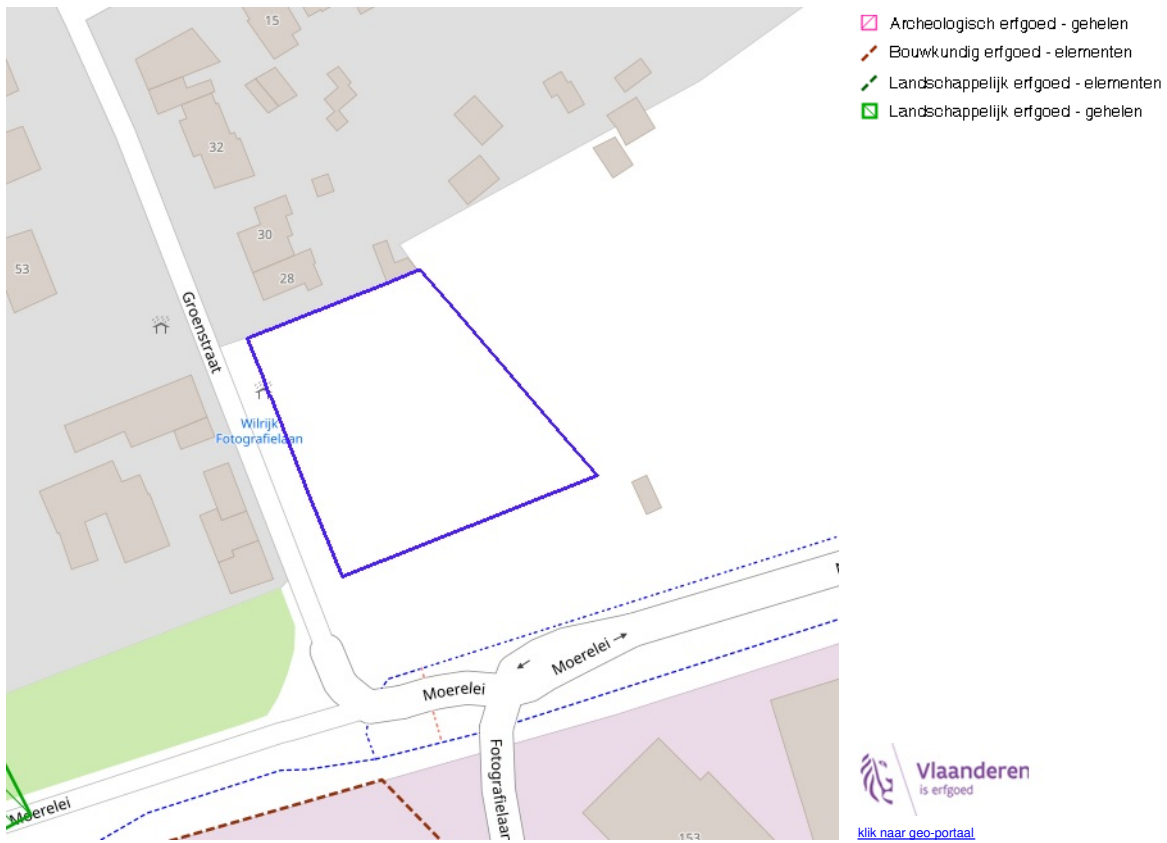 15
32
30
28
53
Groenstraat
Wilrijk
Fotografielaan
Moerelei
Moerelei
Moerelei
Fotografielaan
153
Archeologisch erfgoed - gehelen
Bouwkundig erfgoed - elementen
Landschappelijk erfgoed - elementen
Landschappelijk erfgoed - gehelen
Vlaanderen
is erfgoed
klik naar geo-portaal